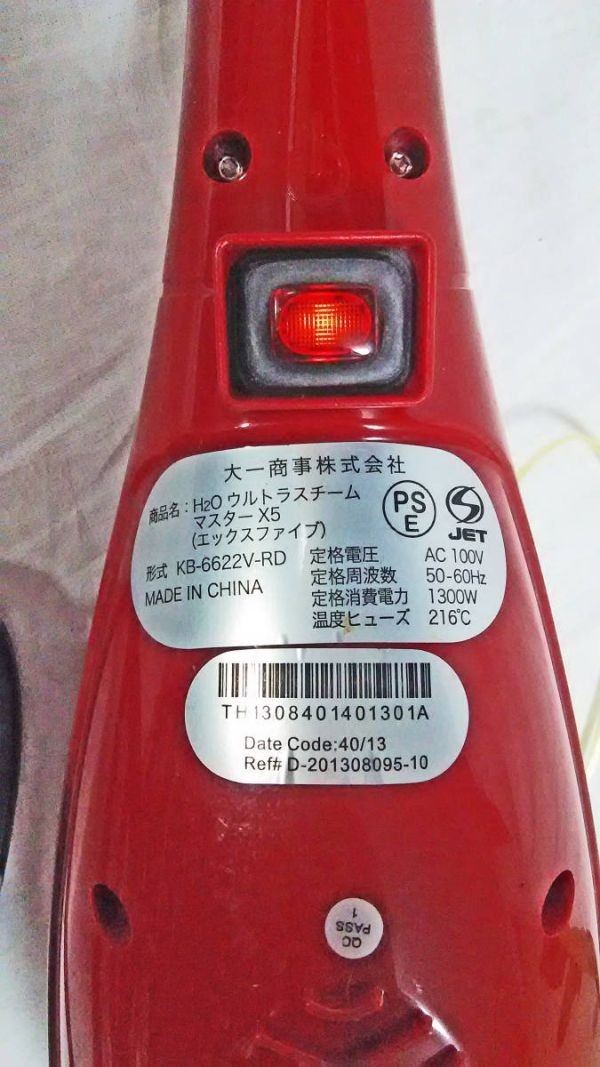 大一商事株式会社
商品名：H2O ウルトラスチーム
マスター X5
(エックスファイブ)
PS
E
JET
形式 KB-6622V-RD
MADE IN CHINA
定格電圧 AC 100V
定格周波数 50-60Hz
定格消費電力 1300W
温度ヒューズ 216℃
TH1308401401301A
Date Code:40/13
Ref# D-201308095-10
QC
PASS
1